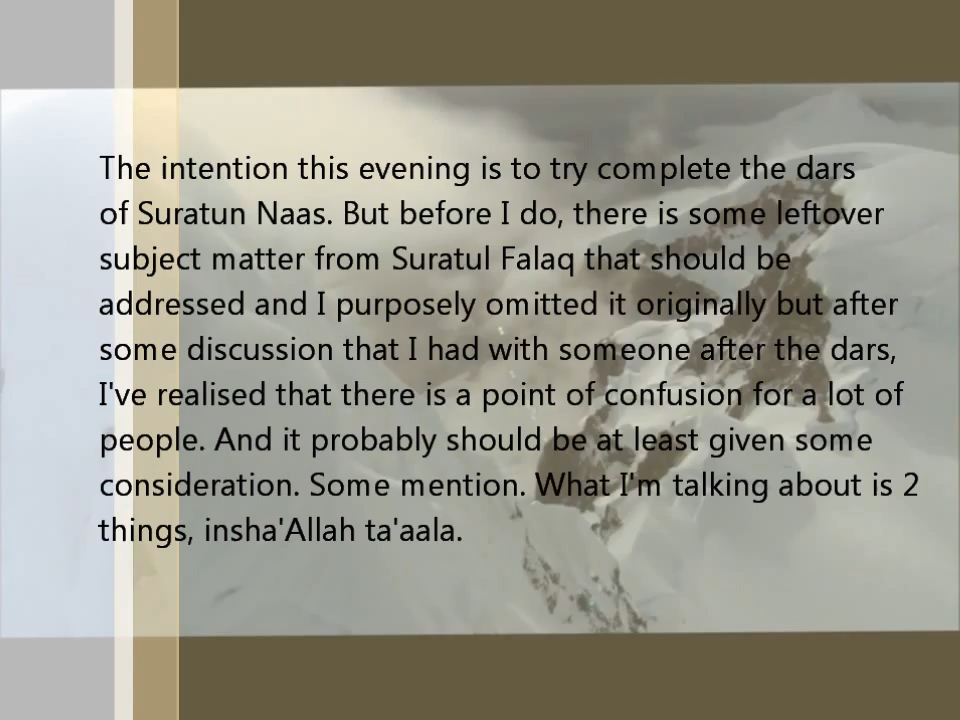 The intention this evening is to try complete the dars
of Suratun Naas. But before I do, there is some leftover
subject matter from Suratul Falaq that should be
addressed and I purposely omitted it originally but after
some discussion that I had with someone after the dars,
I've realised that there is a point of confusion for a lot of
people. And it probably should be at least given some
consideration. Some mention. What I'm talking about is 2
things, insha'Allah ta'aala.